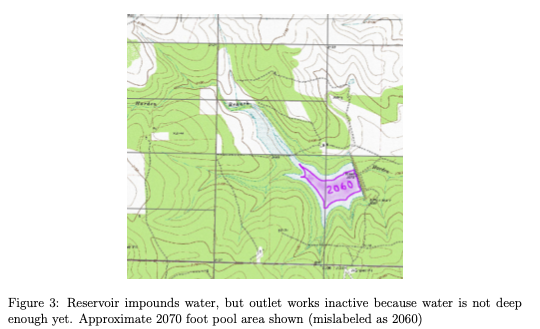 2060
Figure 3: Reservoir impounds water, but outlet works inactive because water is not deep
enough yet. Approximate 2070 foot pool area shown (mislabeled as 2060)